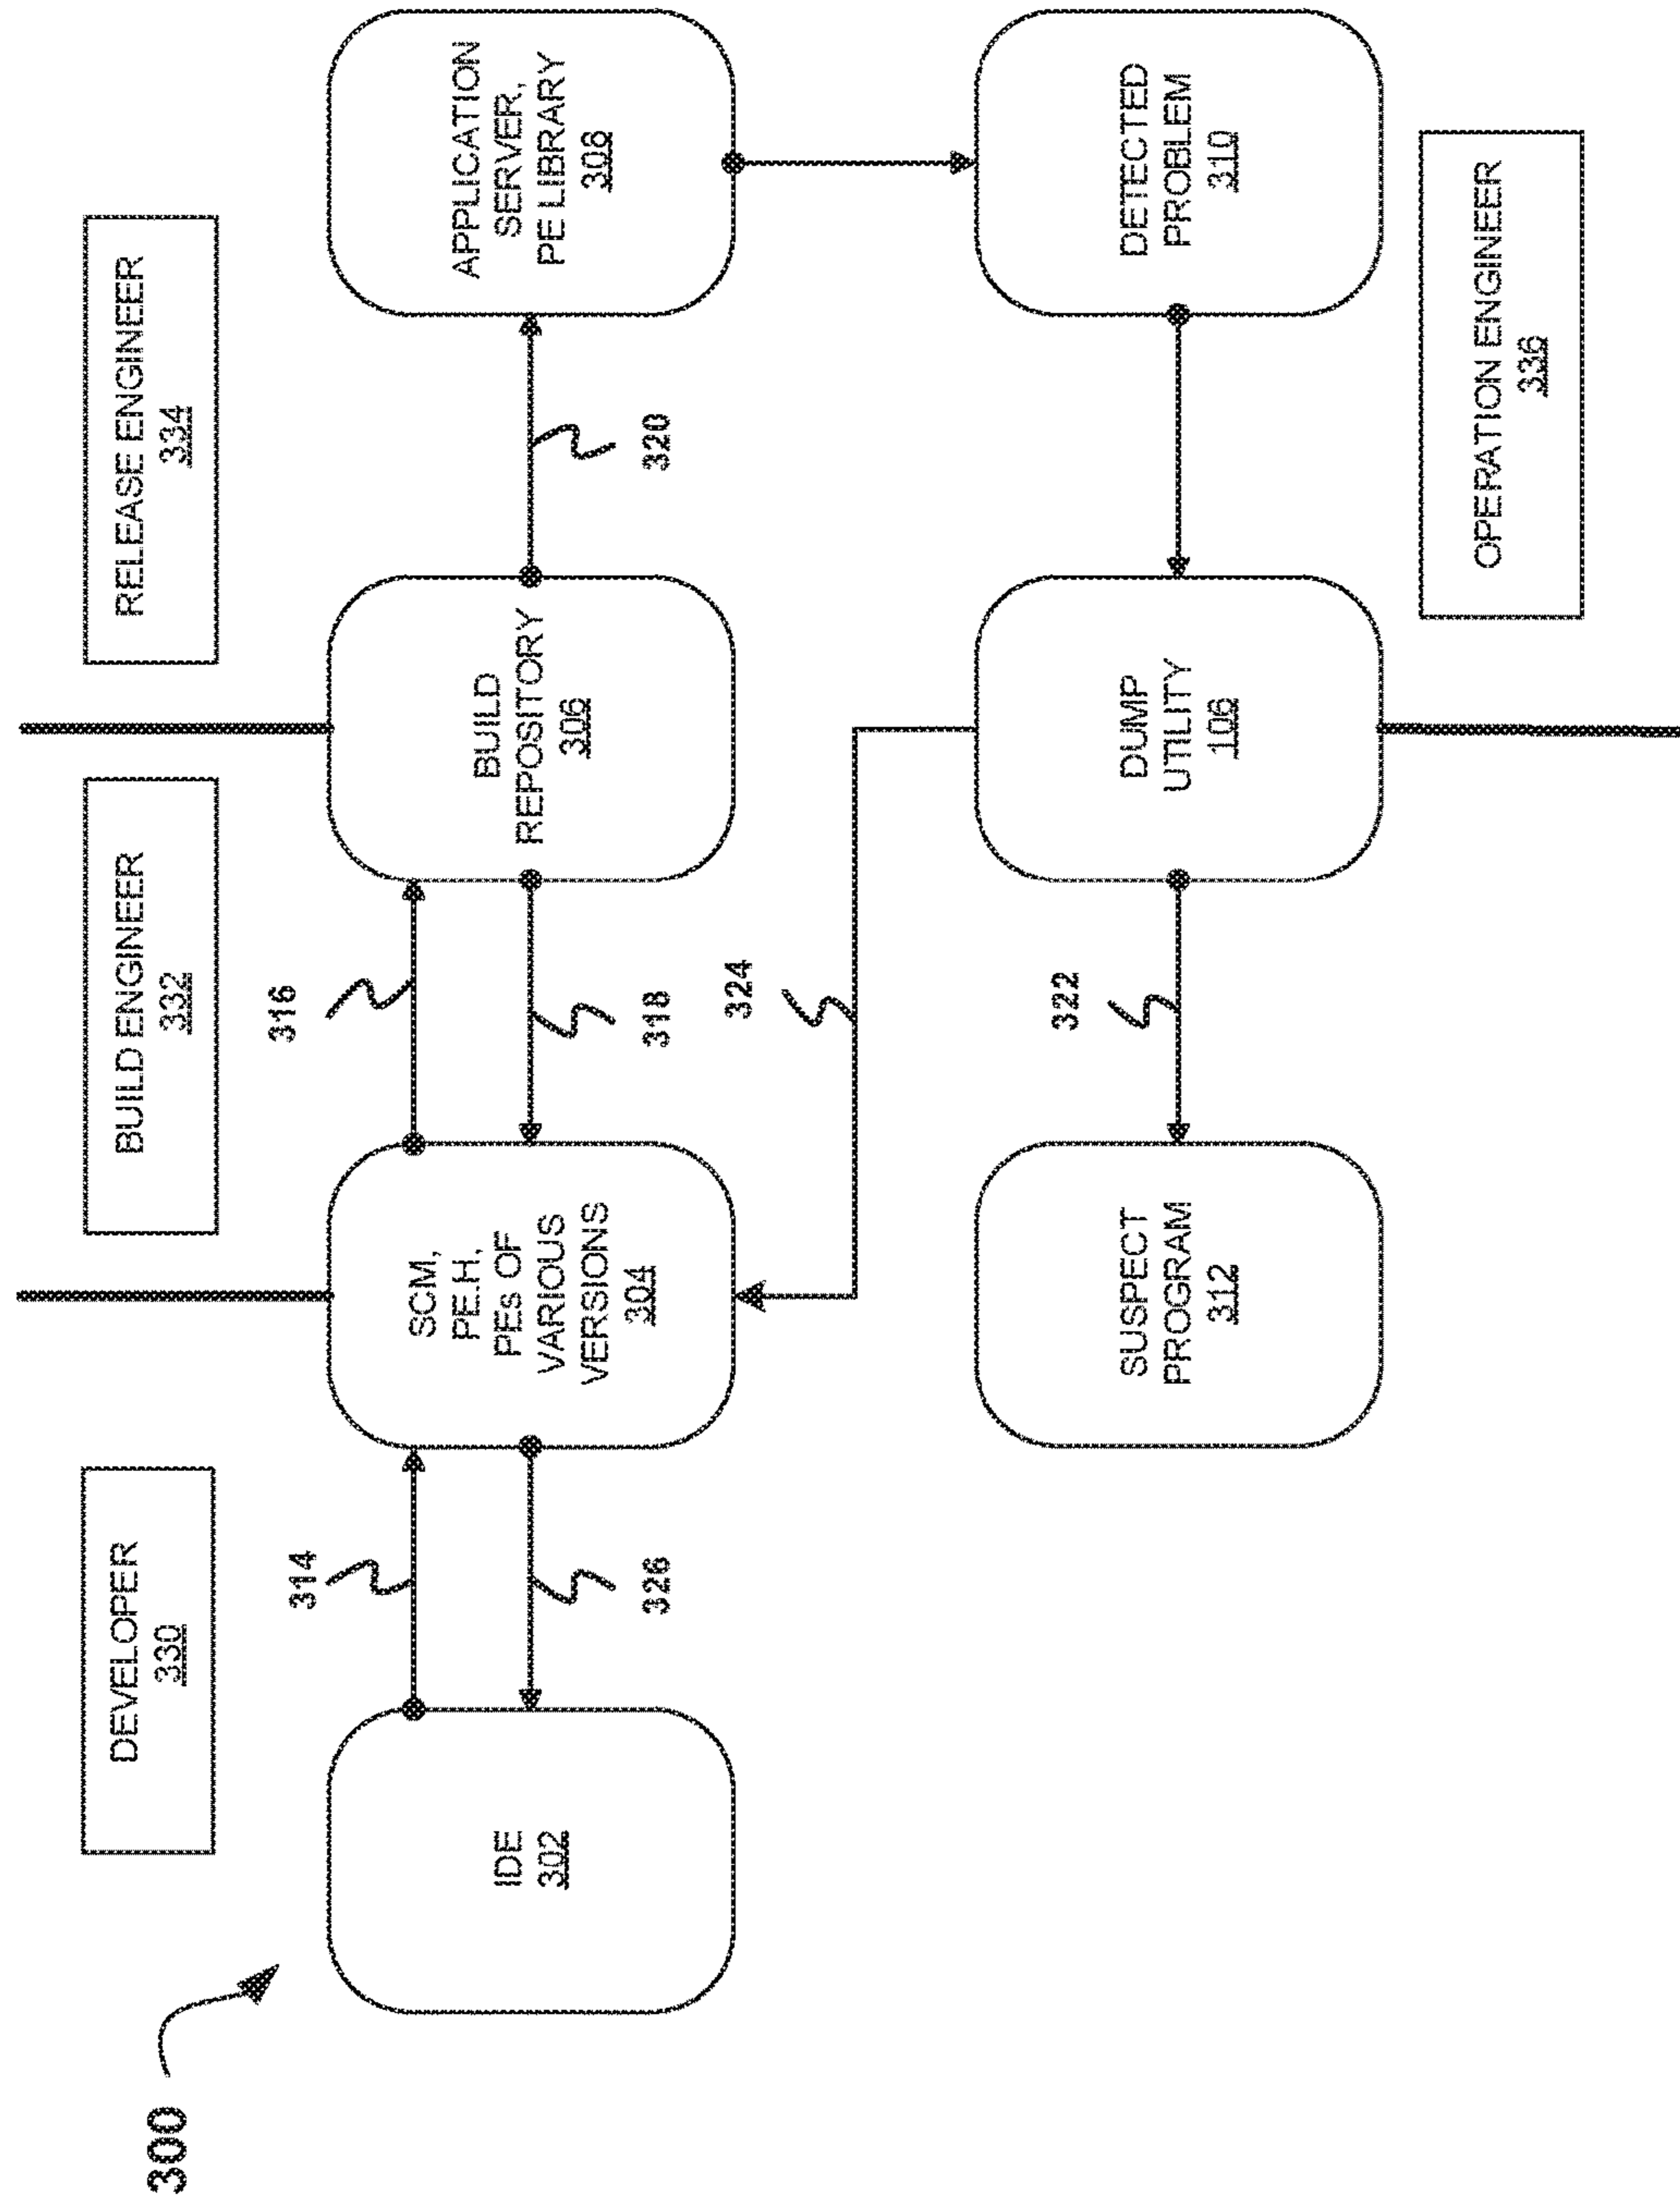 300
DEVELOPER
330
BUILD ENGINEER
332
RELEASE ENGINEER
334
IDE
302
314
326
SCM,
PE.H,
PEs OF
VARIOUS
VERSIONS
304
316
318
BUILD
REPOSITORY
306
320
APPLICATION
SERVER,
PE LIBRARY
308
324
SUSPECT
PROGRAM
312
322
DUMP
UTILITY
106
DETECTED
PROBLEM
310
OPERATION ENGINEER
336